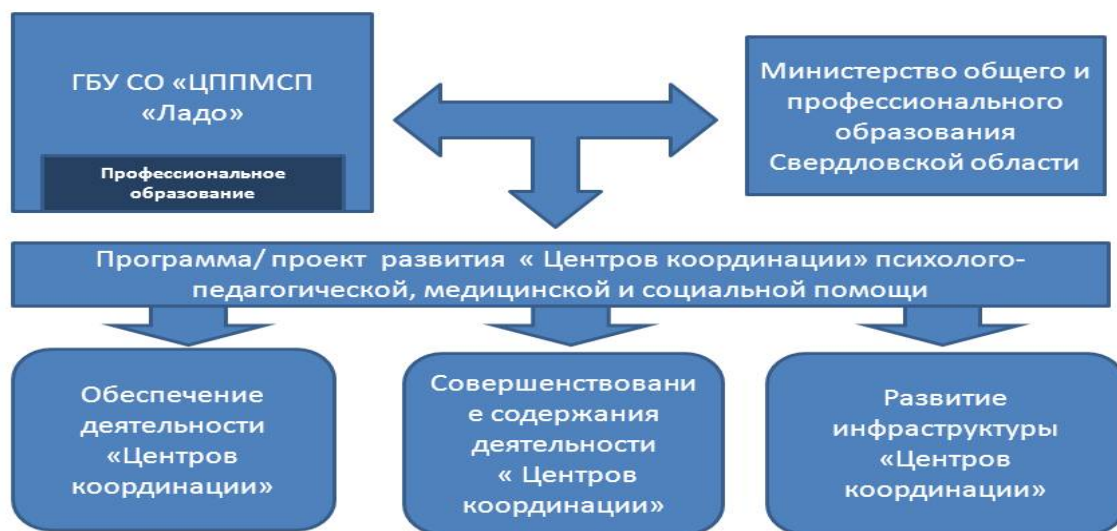 ГБУ СО «ЦППМСП
«Ладо»
Профессиональное
образование
Министерство общего и
профессионального
образования
Свердловской области
Программа/ проект развития « Центров координации» психолого-
педагогической, медицинской и социальной помощи
Обеспечение
деятельности
«Центров
координации»
Совершенствовани
е содержания
деятельности
« Центров
координации»
Развитие
инфраструктуры
«Центров
координации»